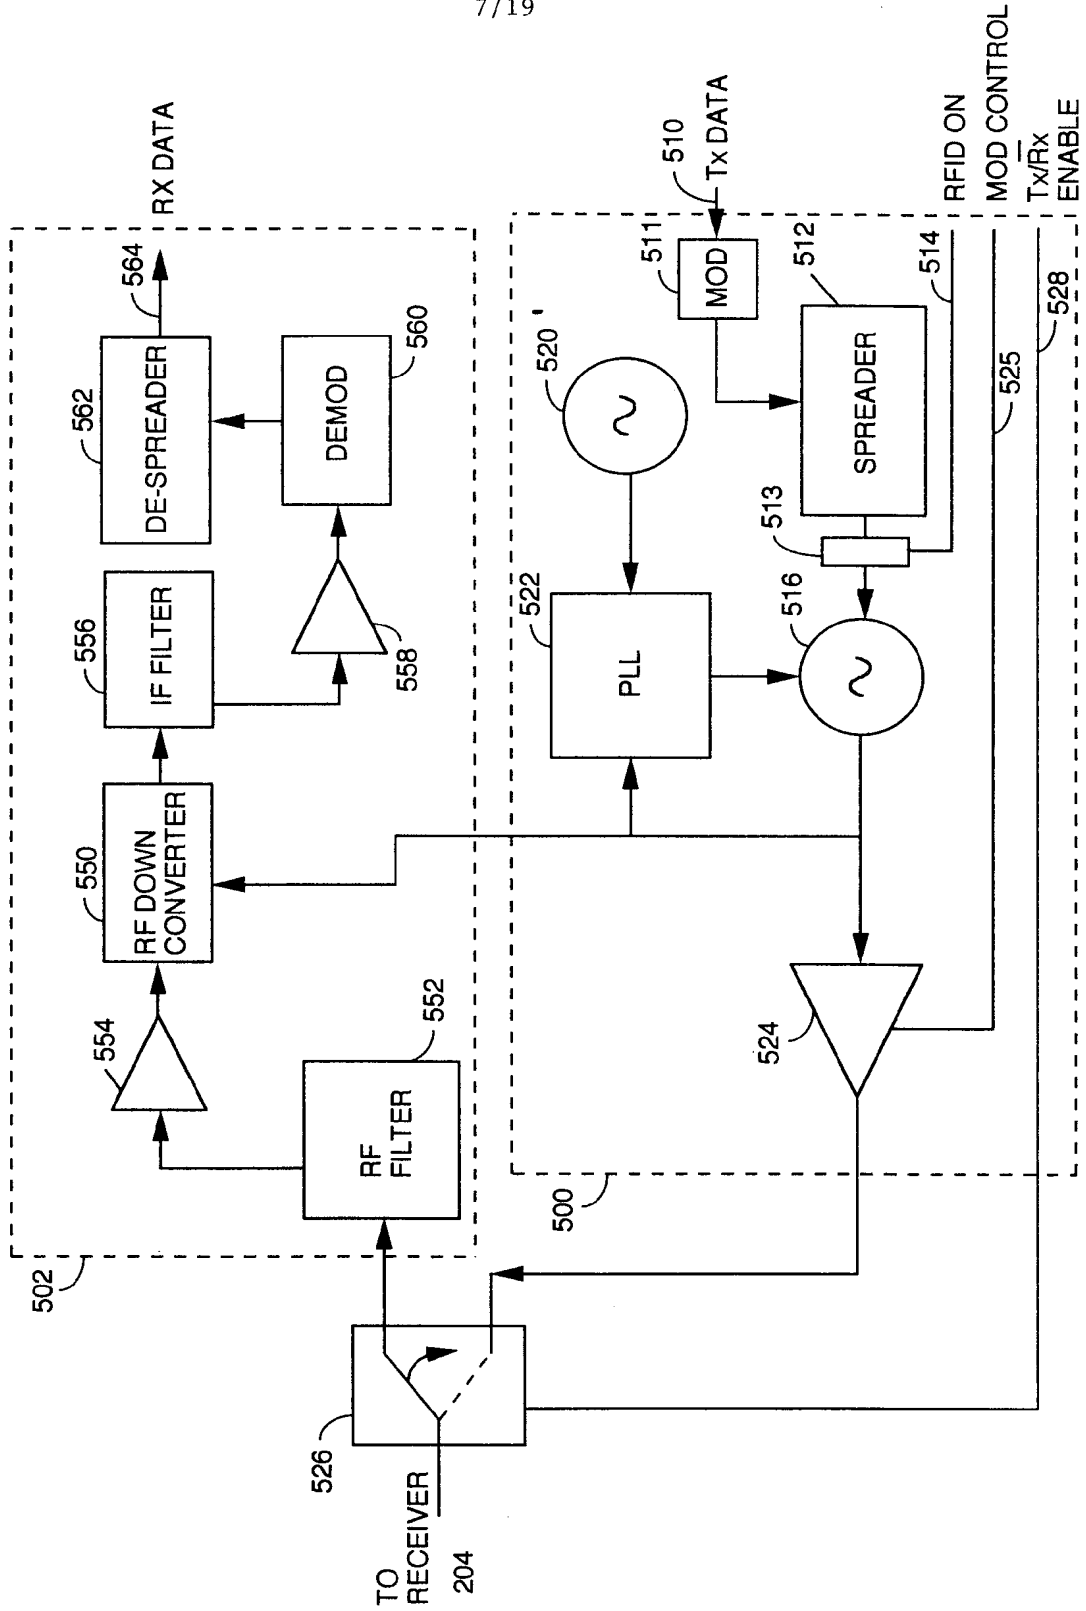 7/19
RX DATA
564
562
DE-SPREADER
560
DEMOD
556
IF FILTER
558
550
RF DOWN
CONVERTER
554
552
RF
FILTER
502
510
Tx DATA
511
MOD
512
SPREADER
513
514
RFID ON
MOD CONTROL
Tx/Rx
ENABLE
520'
522
PLL
516
525
528
524
500
526
TO
RECEIVER
204